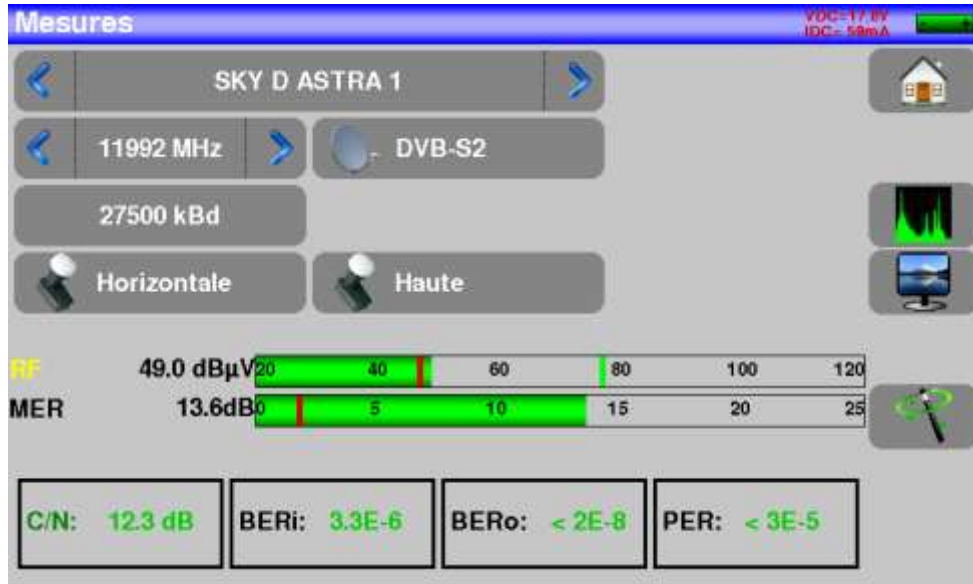 Mesures
VDC=17.8V
IDC= 59mA
SKY D ASTRA 1
11992 MHz
DVB-S2
27500 kBd
Horizontale
Haute
RF 49.0 dBµV 20 40 60 80 100 120
MER 13.6dB 0 5 10 15 20 25
C/N: 12.3 dB BERi: 3.3E-6 BERo: < 2E-8 PER: < 3E-5